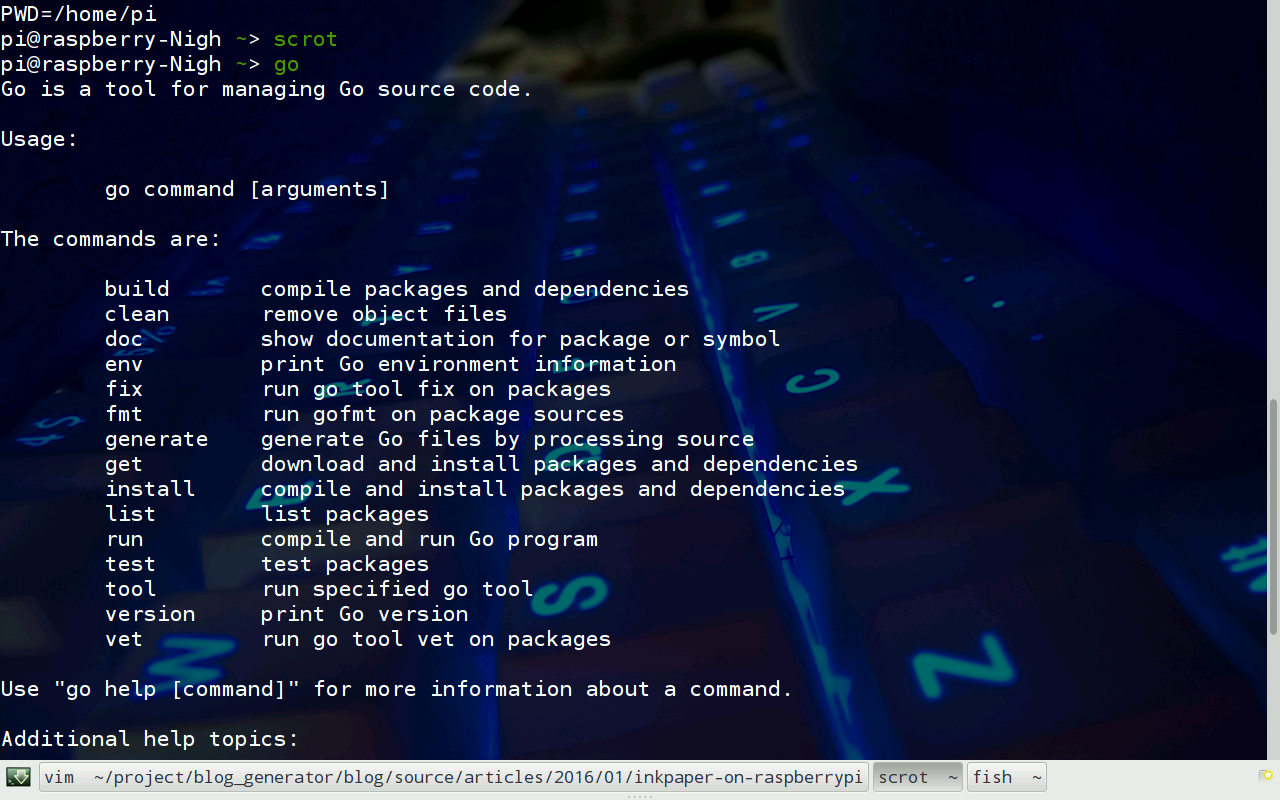 PWD=/home/pi
pi@raspberry-Nigh ~> scrot
pi@raspberry-Nigh ~> go
Go is a tool for managing Go source code.
Usage:
go command [arguments]
The commands are:
build compile packages and dependencies
clean remove object files
doc show documentation for package or symbol
env print Go environment information
fix run go tool fix on packages
fmt run gofmt on package sources
generate generate Go files by processing source
get download and install packages and dependencies
install compile and install packages and dependencies
list list packages
run compile and run Go program
test test packages
tool run specified go tool
version print Go version
vet run go tool vet on packages
Use "go help [command]" for more information about a command.
Additional help topics:
vim ~/project/blog_generator/blog/source/articles/2016/01/inkpaper-on-raspberrypi
scrot ~
fish ~